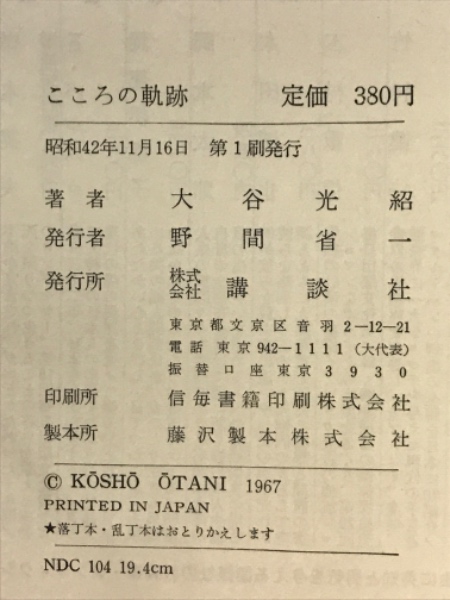 こころの軌跡 定価 380円
昭和42年11月16日 第1刷発行
著者 大谷光紹
発行者 野間省一
発行所 株式会社 講談社
東京都文京区音羽2-12-21
電話 東京942-1111(大代表)
振替口座東京3930
印刷所 信毎書籍印刷株式会社
製本所 藤沢製本株式会社
© KŌSHŌ ŌTANI 1967
PRINTED IN JAPAN
★落丁本・乱丁本はおとりかえします
NDC 104 19.4cm